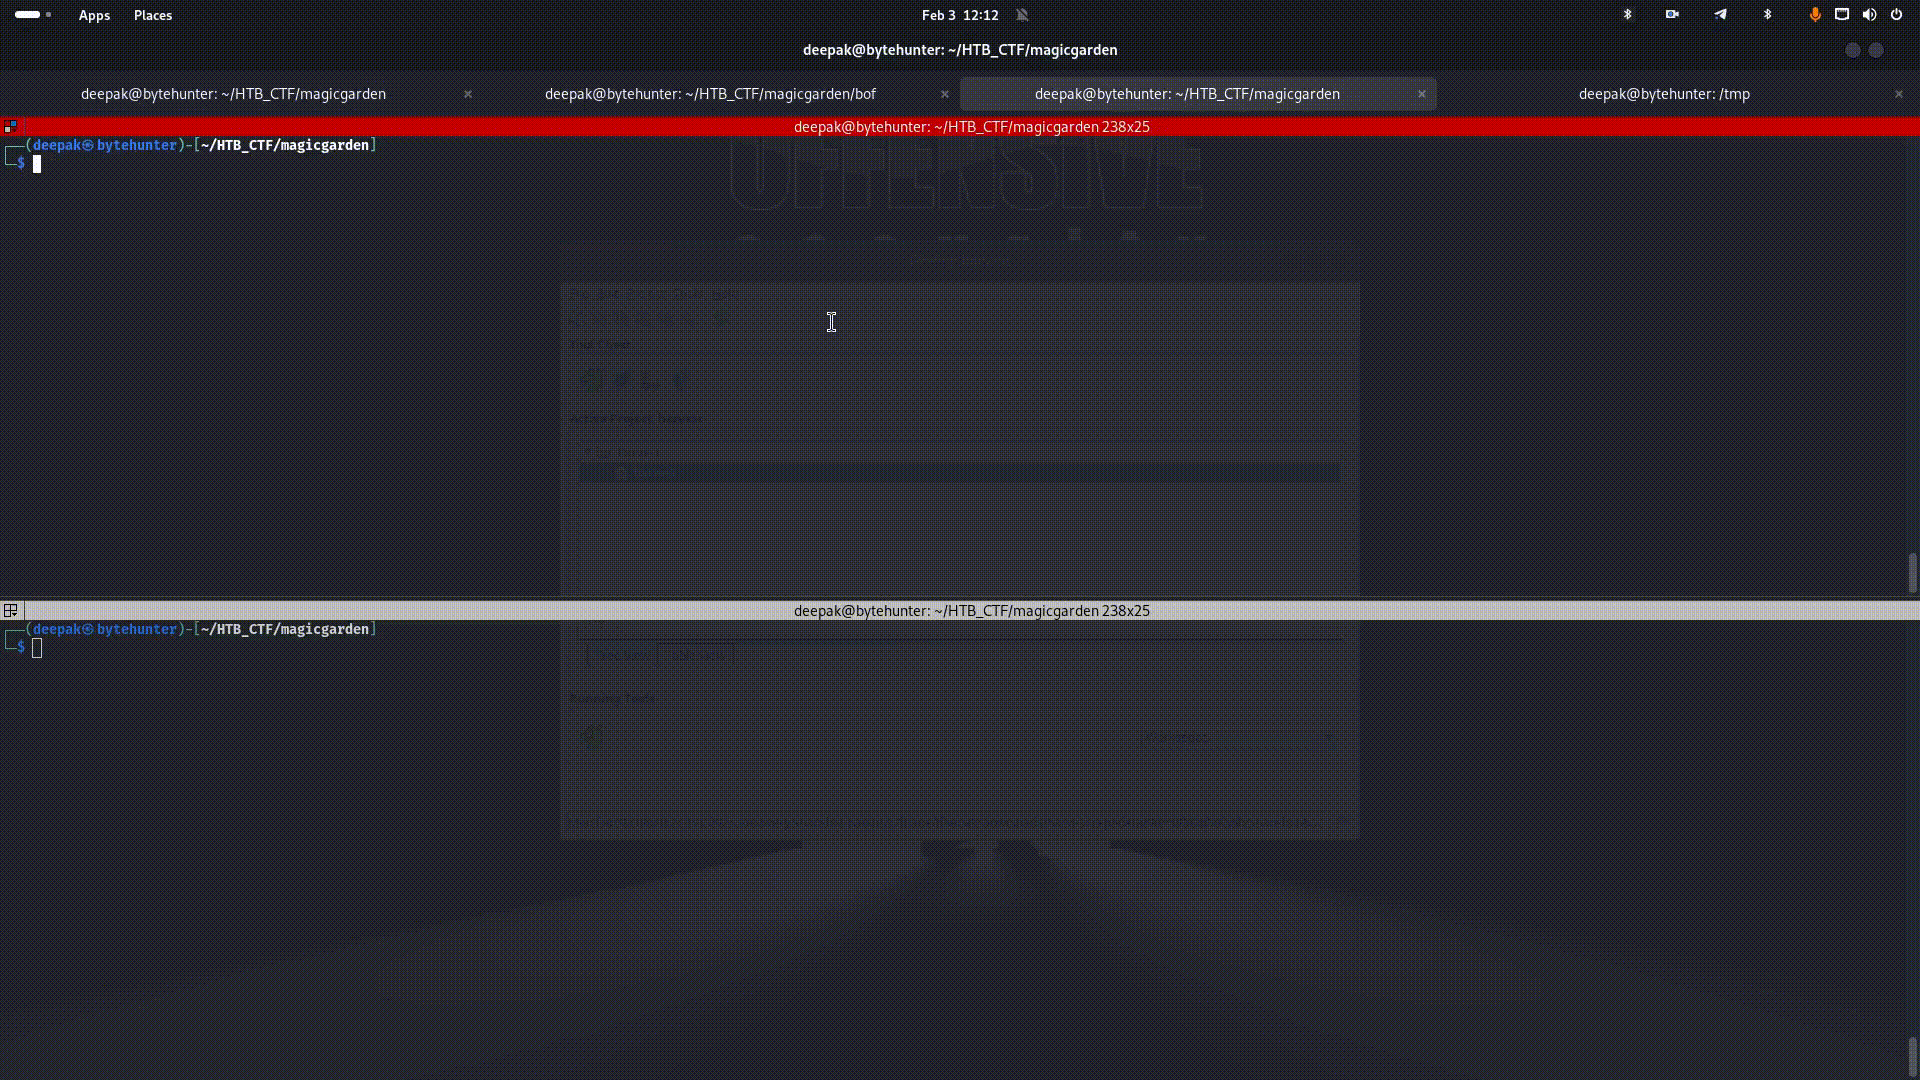 Apps Places Feb 3 12:12
deepak@bytehunter: ~/HTB_CTF/magicgarden
deepak@bytehunter: ~/HTB_CTF/magicgarden × deepak@bytehunter: ~/HTB_CTF/magicgarden/bof × deepak@bytehunter: ~/HTB_CTF/magicgarden × deepak@bytehunter: /tmp ×
deepak@bytehunter: ~/HTB_CTF/magicgarden 238x25
┌──(deepak㉿bytehunter)-[~/HTB_CTF/magicgarden]
└─$
OFFENSIVE
deepak@bytehunter: ~/HTB_CTF/magicgarden 238x25
┌──(deepak㉿bytehunter)-[~/HTB_CTF/magicgarden]
└─$